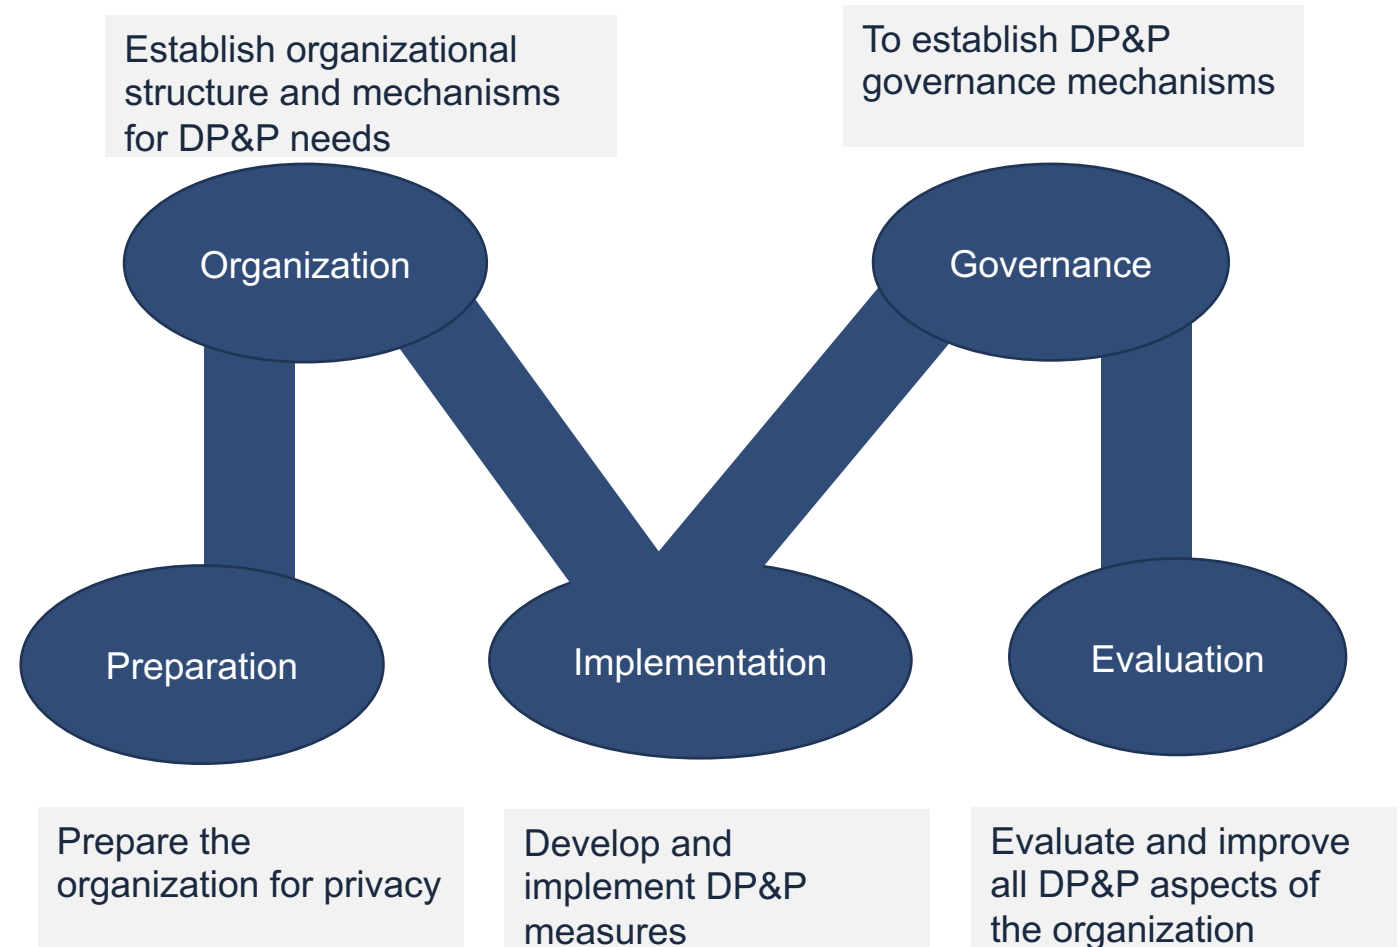 Establish organizational
structure and mechanisms
for DP&P needs
To establish DP&P
governance mechanisms
Organization
Governance
Preparation
Implementation
Evaluation
Prepare the
organization for privacy
Develop and
implement DP&P
measures
Evaluate and improve
all DP&P aspects of
the organization